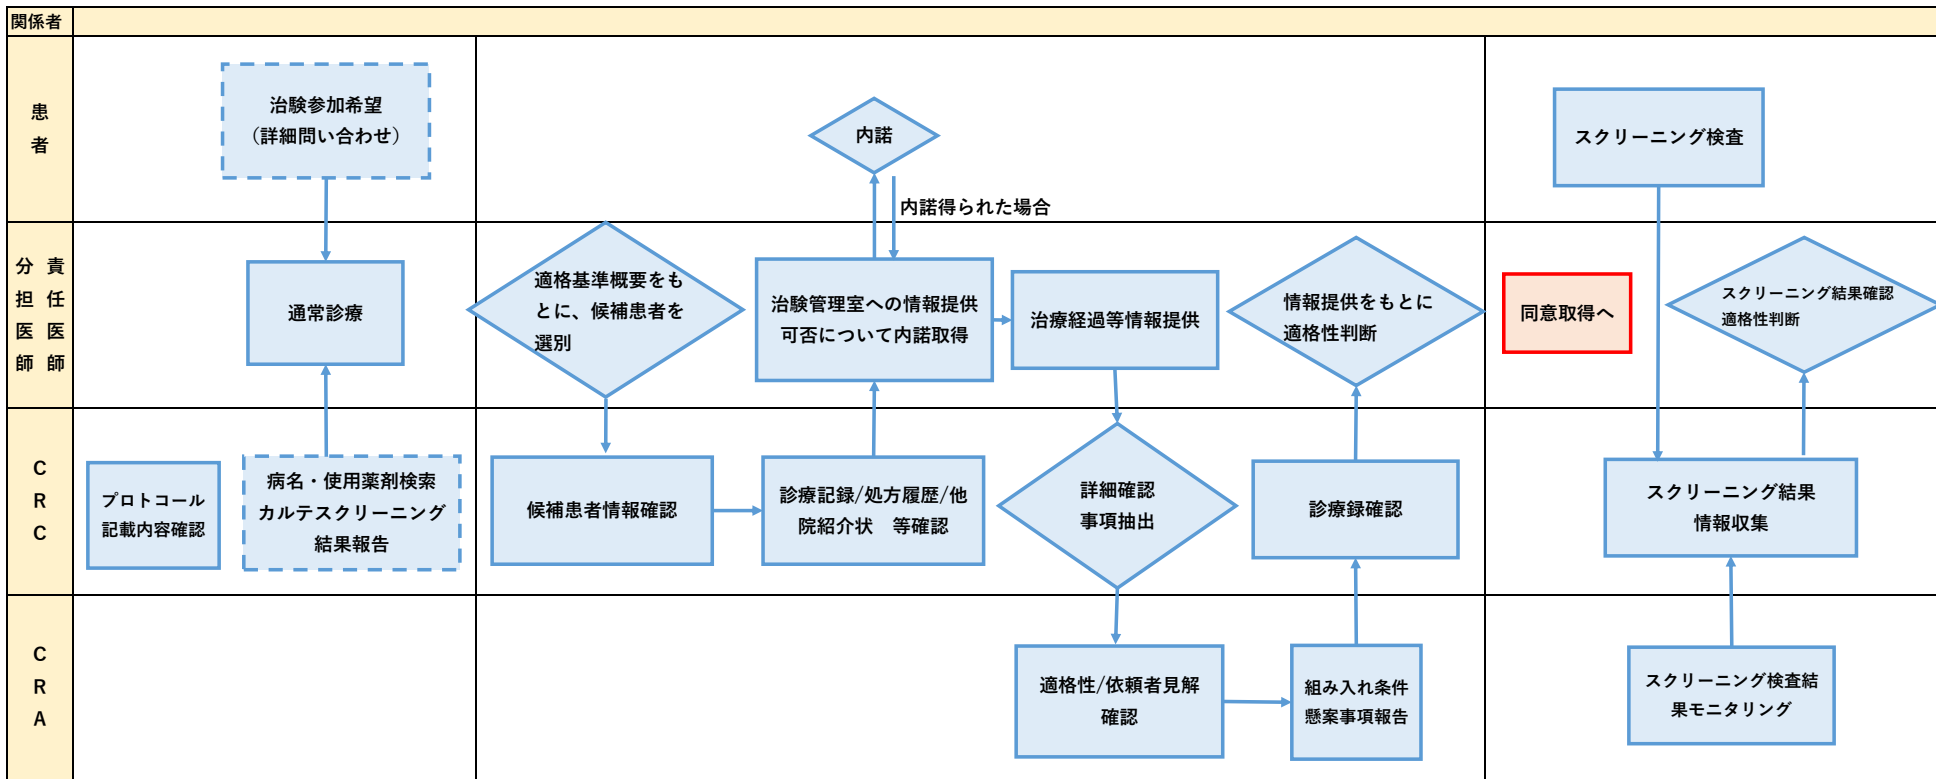 関係者
患者
治験参加希望
（詳細問い合わせ）
内諾
内諾得られた場合
スクリーニング検査
責任医師
分担医師
通常診療
適格基準概要をも
とに、候補患者を
選別
治験管理室への情報提供
可否について内諾取得
治療経過等情報提供
情報提供をもとに
適格性判断
同意取得へ
スクリーニング結果確認
適格性判断
CRC
プロトコール
記載内容確認
病名・使用薬剤検索
カルテスクリーニング
結果報告
候補患者情報確認
診療記録/処方履歴/他
院紹介状　等確認
詳細確認
事項抽出
診療録確認
スクリーニング結果
情報収集
CRA
適格性/依頼者見解
確認
組み入れ条件
懸案事項報告
スクリーニング検査結
果モニタリング